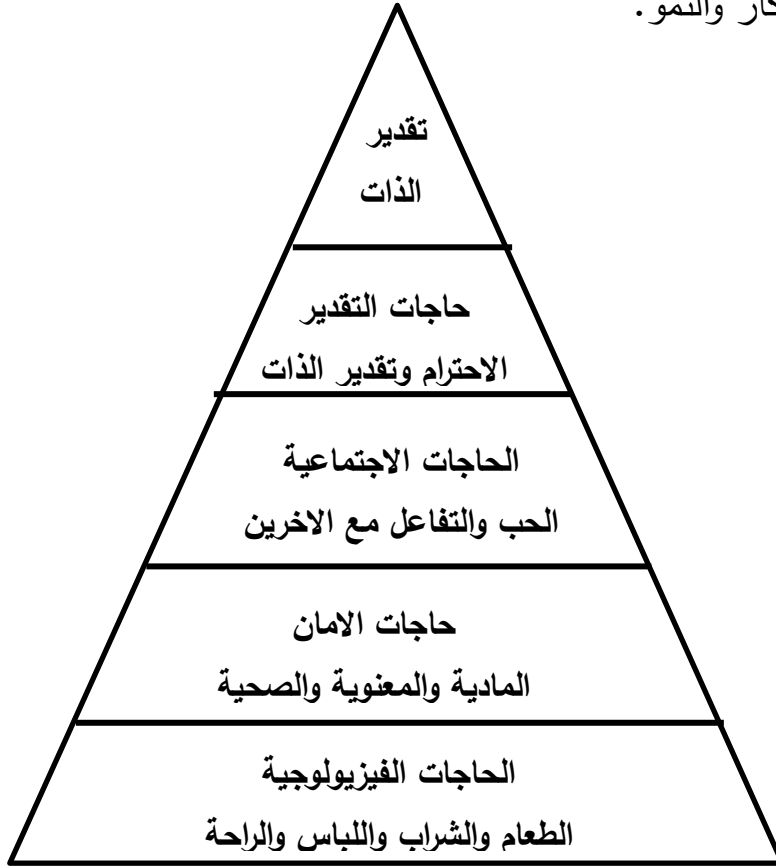 والنمو.
تقدير
الذات
حاجات التقدير
الاحترام وتقدير الذات
الحاجات الاجتماعية
الحب والتفاعل مع الاخرين
حاجات الامان
المادية والمعنوية والصحية
الحاجات الفيزيولوجية
الطعام والشراب واللباس والراحة